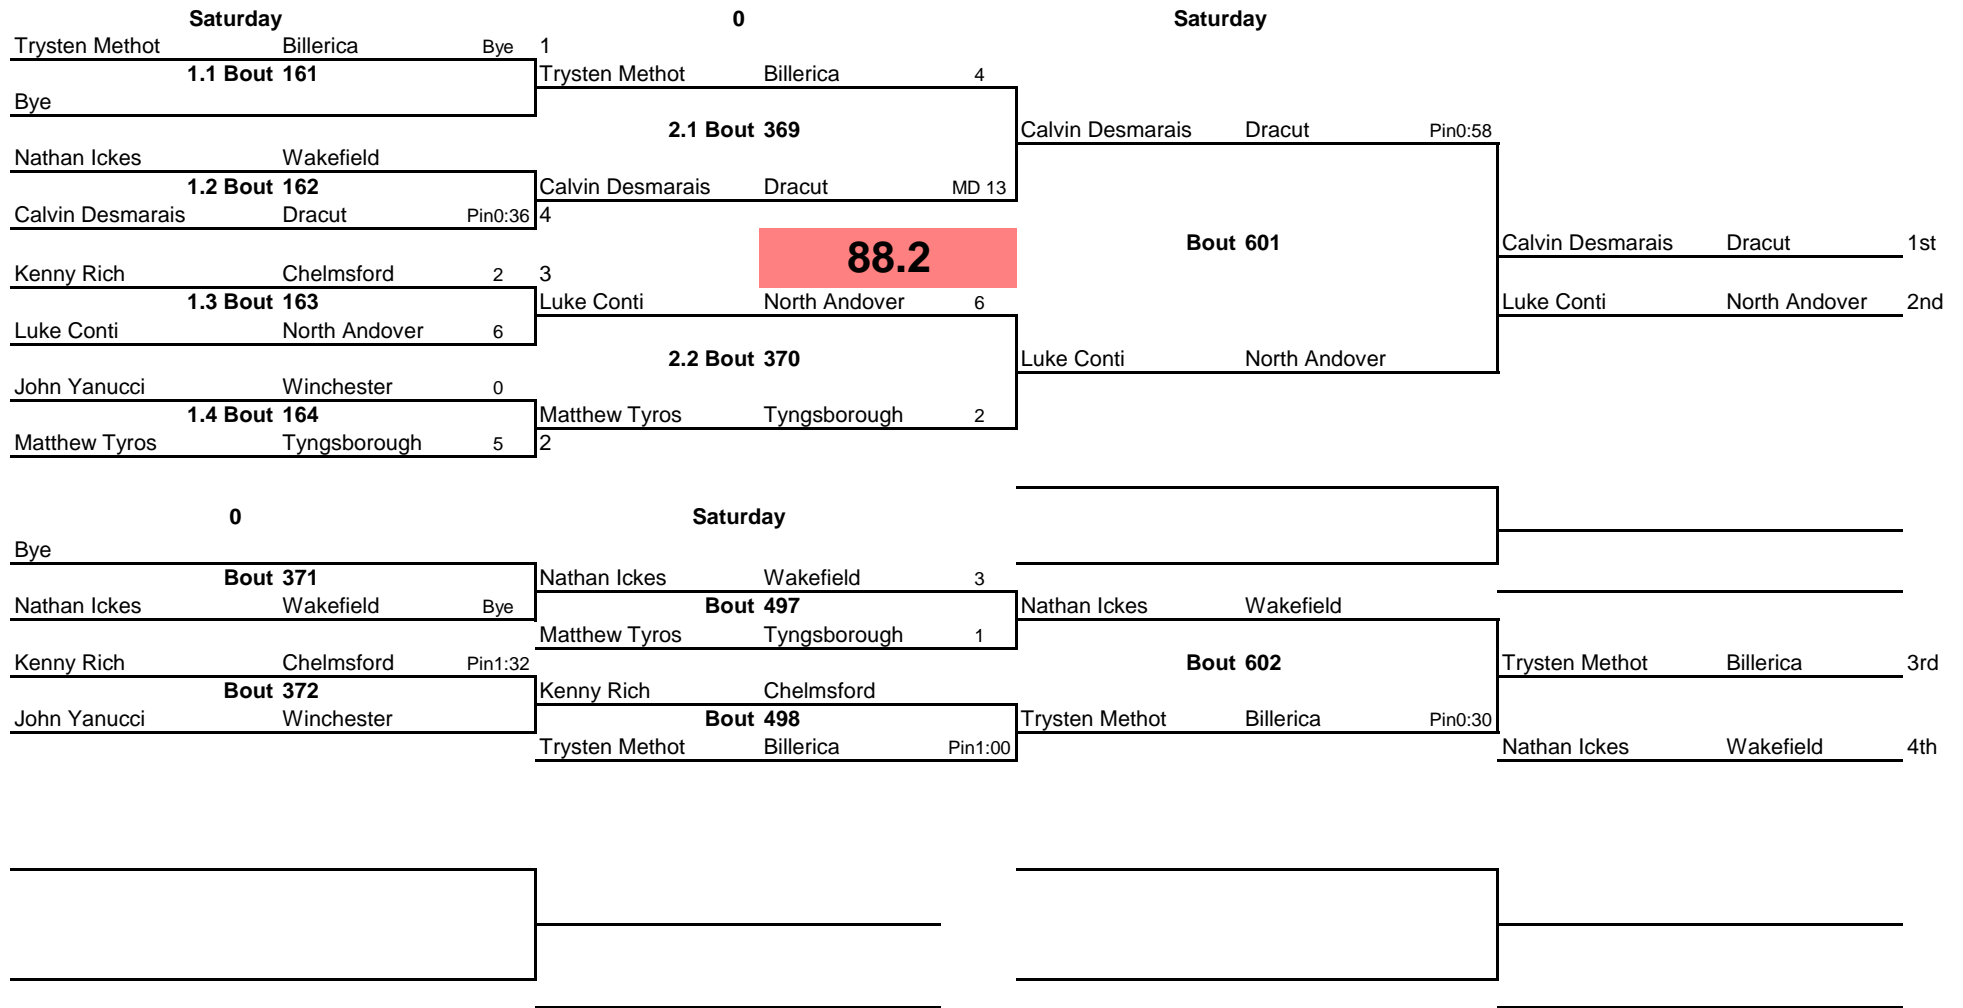 Saturday 0 Saturday
Trysten Methot Billerica Bye 1
1.1 Bout 161 Trysten Methot Billerica 4
Bye
2.1 Bout 369 Calvin Desmarais Dracut Pin0:58
Nathan Ickes Wakefield
1.2 Bout 162 Calvin Desmarais Dracut MD 13
Calvin Desmarais Dracut Pin0:36 4
88.2 Bout 601 Calvin Desmarais Dracut 1st
Kenny Rich Chelmsford 2 3
1.3 Bout 163 Luke Conti North Andover 6 Luke Conti North Andover 2nd
Luke Conti North Andover 6
2.2 Bout 370 Luke Conti North Andover
John Yanucci Winchester 0
1.4 Bout 164 Matthew Tyros Tyngsborough 2
Matthew Tyros Tyngsborough 5 2
0 Saturday
Bye
Bout 371 Nathan Ickes Wakefield 3
Nathan Ickes Wakefield Bye Bout 497 Nathan Ickes Wakefield
Matthew Tyros Tyngsborough 1
Kenny Rich Chelmsford Pin1:32 Bout 602 Trysten Methot Billerica 3rd
Bout 372 Kenny Rich Chelmsford
John Yanucci Winchester Bout 498 Trysten Methot Billerica Pin0:30
Trysten Methot Billerica Pin1:00 Nathan Ickes Wakefield 4th